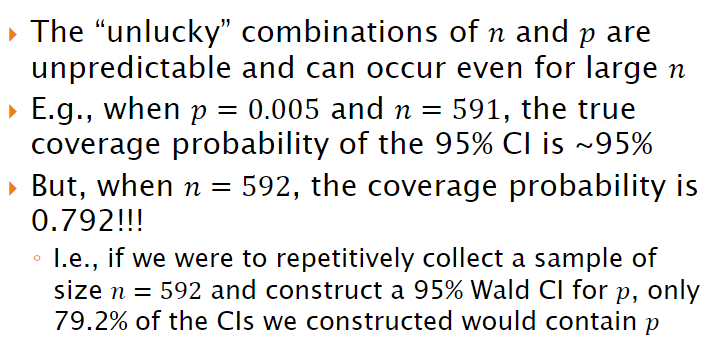 ▸ The “unlucky” combinations of n and p are
unpredictable and can occur even for large n
▸ E.g., when p = 0.005 and n = 591, the true
coverage probability of the 95% CI is ~95%
▸ But, when n = 592, the coverage probability is
0.792!!!
◦ I.e., if we were to repetitively collect a sample of
size n = 592 and construct a 95% Wald CI for p, only
79.2% of the CIs we constructed would contain p